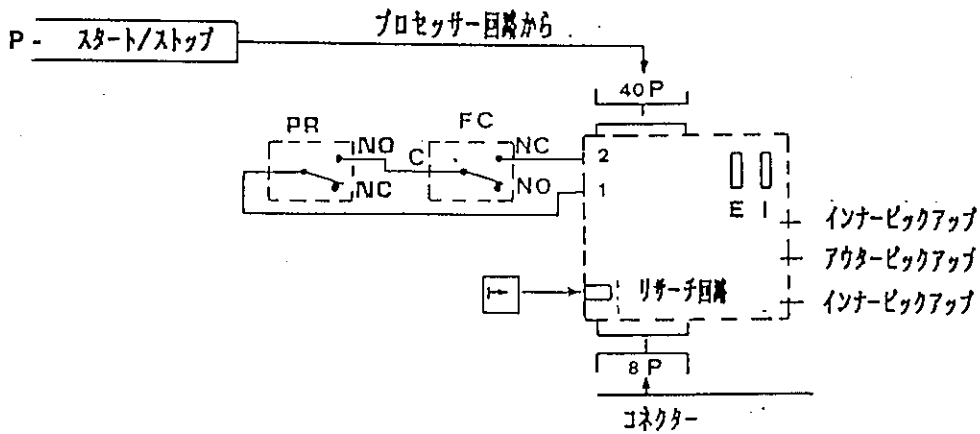 プロセッサー回路から
P - スタート/ストップ
40P
PR
FC
NO
C
NC
NC
NO
2
1
E I
インナーピックアップ
アウターピックアップ
リサーチ回路
インナーピックアップ
8P
コネクター